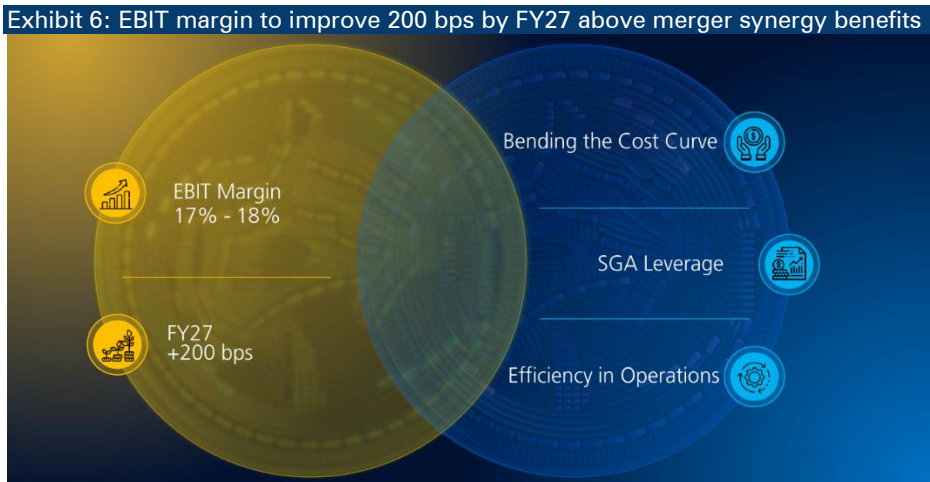 Exhibit 6: EBIT margin to improve 200 bps by FY27 above merger synergy benefits
EBIT Margin
17% - 18%
FY27
+200 bps
Bending the Cost Curve
SGA Leverage
Efficiency in Operations